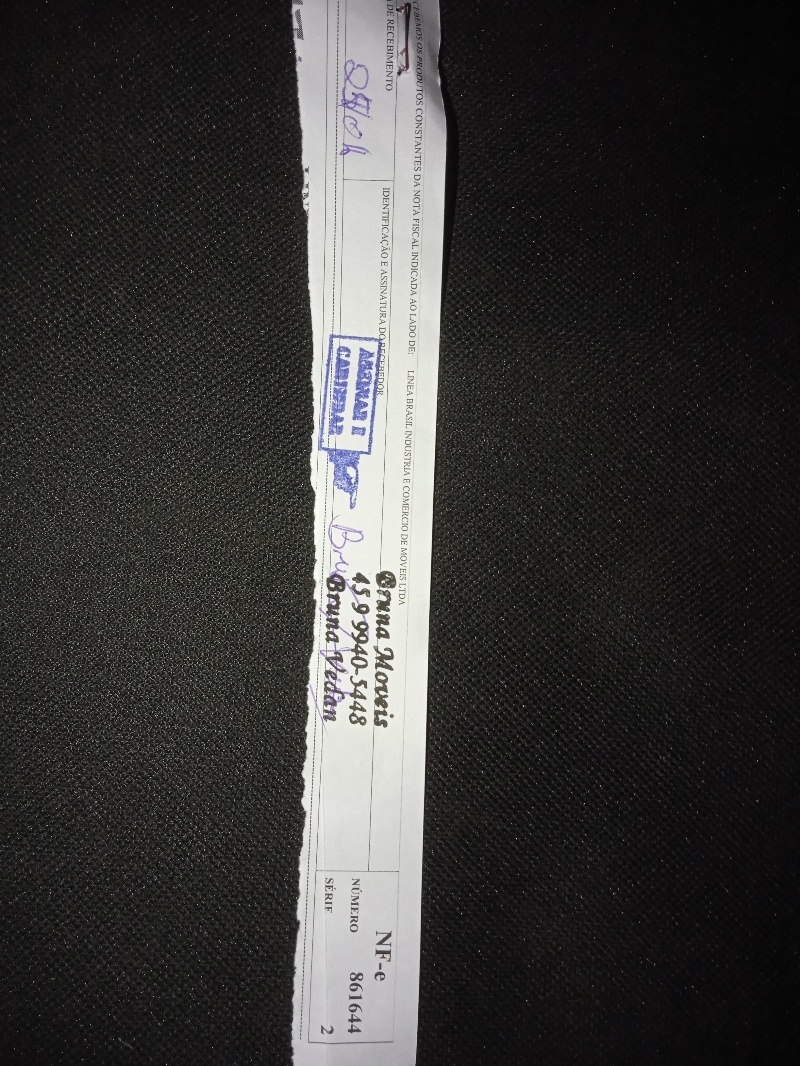 CEBEMOS OS PRODUTOS CONSTANTES DA NOTA FISCAL INDICADA AO LADO DE: LINEA BRASIL INDUSTRIA E COMERCIO DE MOVEIS LTDA
DE RECEBIMENTO
IDENTIFICAÇÃO E ASSINATURA DO RECEBEDOR
Bruna Moveis
45 9 9940-5448
Bruna Vedan
NF-e
NÚMERO 861644
SÉRIE 2